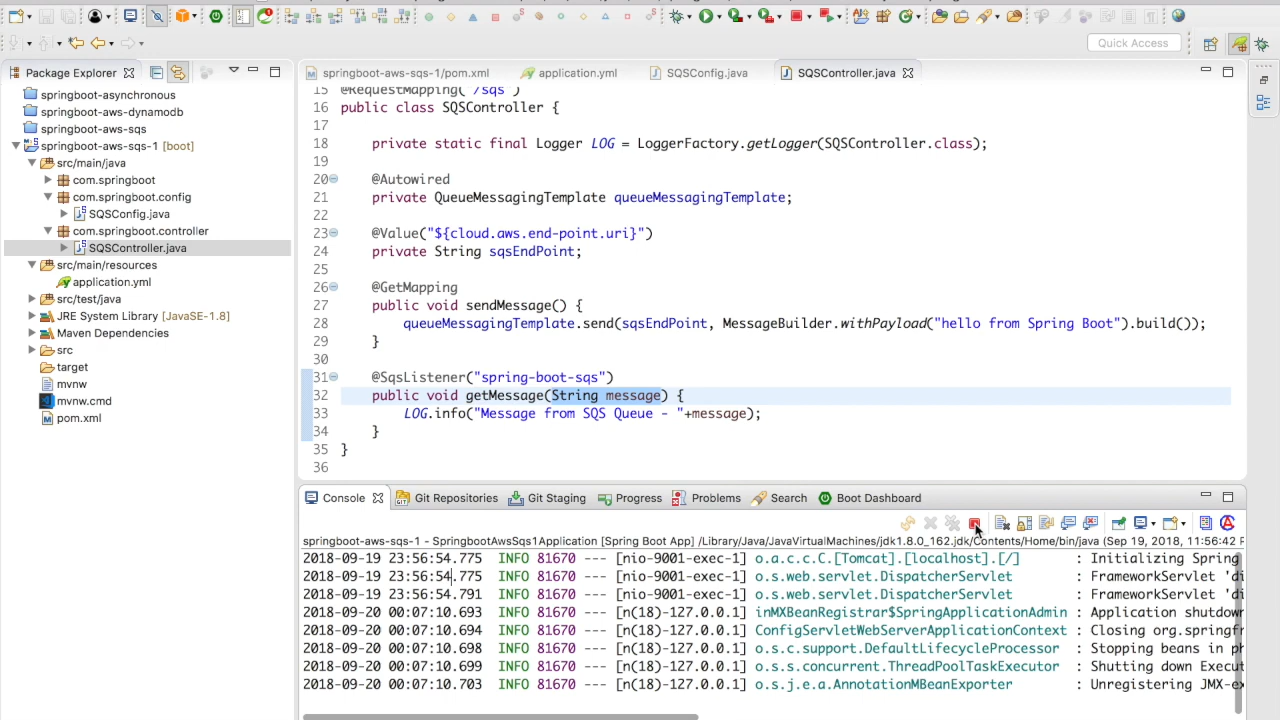 Quick Access
Package Explorer
springboot-aws-sqs-1/pom.xml
application.yml
SQSConfig.java
SQSController.java
springboot-asynchronous
springboot-aws-dynamodb
springboot-aws-sqs
springboot-aws-sqs-1 [boot]
src/main/java
com.springboot
com.springboot.config
SQSConfig.java
com.springboot.controller
SQSController.java
src/main/resources
application.yml
src/test/java
JRE System Library [JavaSE-1.8]
Maven Dependencies
src
target
mvnw
mvnw.cmd
pom.xml
15 @RequestMapping("/sqs")
16 public class SQSController {
17
18 private static final Logger LOG = LoggerFactory.getLogger(SQSController.class);
19
20 @Autowired
21 private QueueMessagingTemplate queueMessagingTemplate;
22
23 @Value("${cloud.aws.end-point.uri}")
24 private String sqsEndPoint;
25
26 @GetMapping
27 public void sendMessage() {
28 queueMessagingTemplate.send(sqsEndPoint, MessageBuilder.withPayload("hello from Spring Boot").build());
29 }
30
31 @SqsListener("spring-boot-sqs")
32 public void getMessage(String message) {
33 LOG.info("Message from SQS Queue - "+message);
34 }
35 }
36
Console
Git Repositories
Git Staging
Progress
Problems
Search
Boot Dashboard
springboot-aws-sqs-1 - SpringbootAwsSqs1Application [Spring Boot App] /Library/Java/JavaVirtualMachines/jdk1.8.0_162.jdk/Contents/Home/bin/java (Sep 19, 2018, 11:56:42 P
2018-09-19 23:56:54.775 INFO 81670 --- [nio-9001-exec-1] o.a.c.c.C.[Tomcat].[localhost].[/] : Initializing Spring
2018-09-19 23:56:54.775 INFO 81670 --- [nio-9001-exec-1] o.s.web.servlet.DispatcherServlet : FrameworkServlet 'di
2018-09-19 23:56:54.791 INFO 81670 --- [nio-9001-exec-1] o.s.web.servlet.DispatcherServlet : FrameworkServlet 'di
2018-09-20 00:07:10.693 INFO 81670 --- [n(18)-127.0.0.1] inMXBeanRegistrar$SpringApplicationAdmin : Application shutdow
2018-09-20 00:07:10.694 INFO 81670 --- [n(18)-127.0.0.1] ConfigServletWebServerApplicationContext : Closing org.springfr
2018-09-20 00:07:10.698 INFO 81670 --- [n(18)-127.0.0.1] o.s.c.support.DefaultLifecycleProcessor : Stopping beans in ph
2018-09-20 00:07:10.699 INFO 81670 --- [n(18)-127.0.0.1] o.s.s.concurrent.ThreadPoolTaskExecutor : Shutting down Execut
2018-09-20 00:07:10.703 INFO 81670 --- [n(18)-127.0.0.1] o.s.j.e.a.AnnotationMBeanExporter : Unregistering JMX-ex